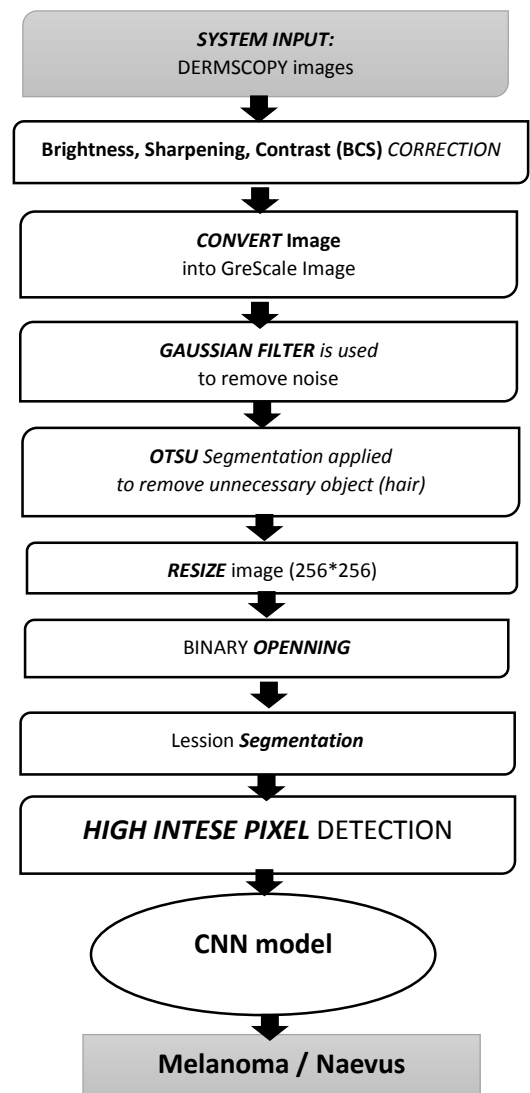 SYSTEM INPUT:
DERMSCOPY images
Brightness, Sharpening, Contrast (BCS) CORRECTION
CONVERT Image
into GreScale Image
GAUSSIAN FILTER is used
to remove noise
OTSU Segmentation applied
to remove unnecessary object (hair)
RESIZE image (256*256)
BINARY OPENNING
Lession Segmentation
HIGH INTESE PIXEL DETECTION
CNN model
Melanoma / Naevus